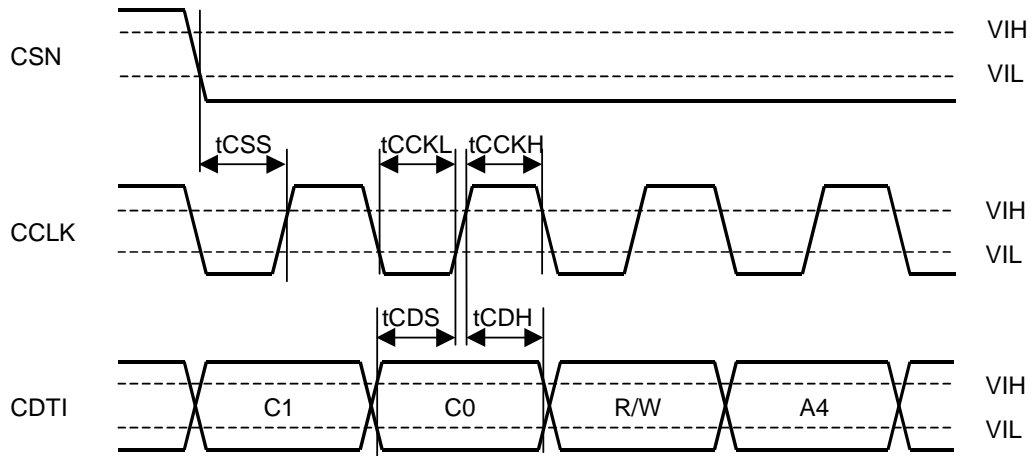 CSN
VIH
VIL
tCSS
tCCKL
tCCKH
CCLK
VIH
VIL
tCDS
tCDH
CDTI
C1
C0
R/W
A4
VIH
VIL